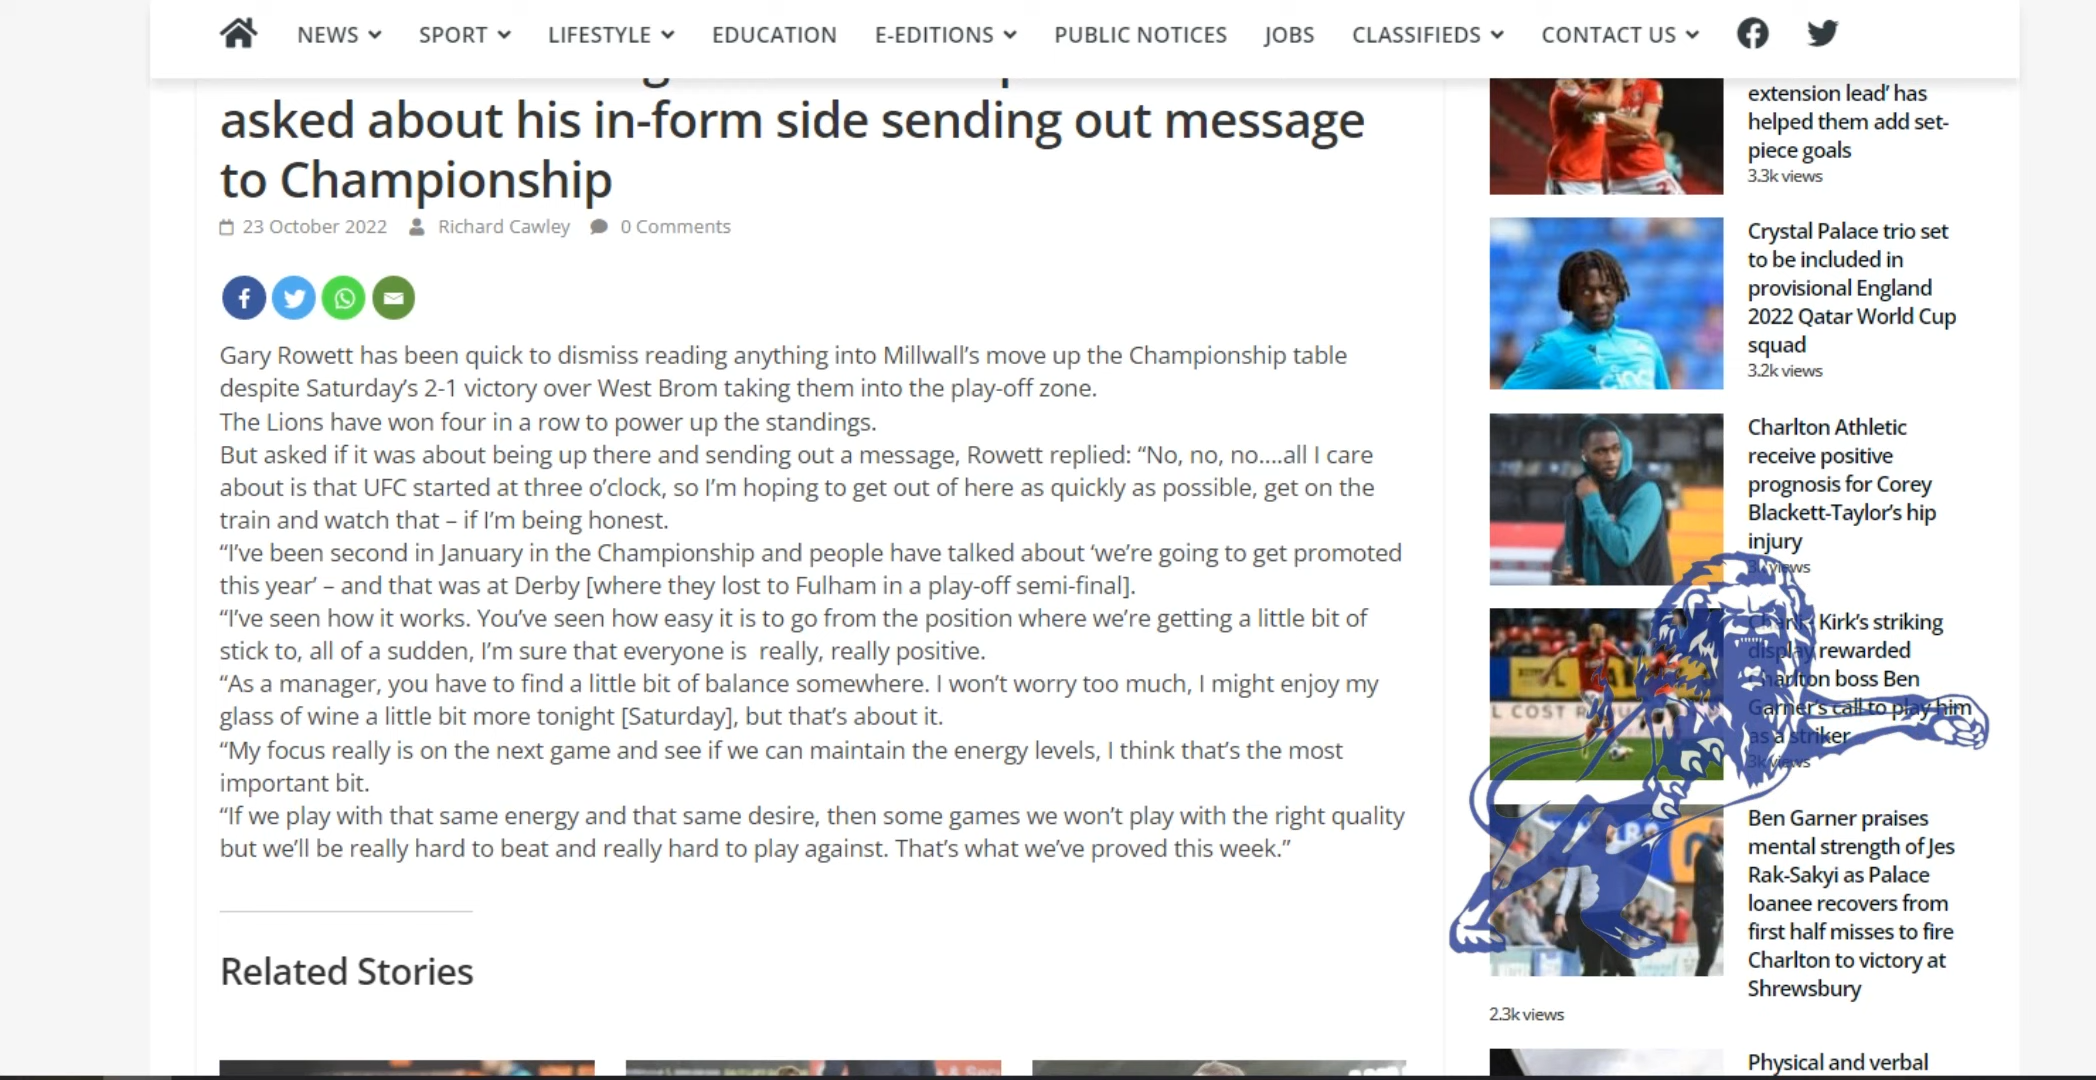 NEWS SPORT LIFESTYLE EDUCATION E-EDITIONS PUBLIC NOTICES JOBS CLASSIFIEDS CONTACT US
asked about his in-form side sending out message
to Championship
23 October 2022 Richard Cawley 0 Comments
Gary Rowett has been quick to dismiss reading anything into Millwall’s move up the Championship table
despite Saturday’s 2-1 victory over West Brom taking them into the play-off zone.
The Lions have won four in a row to power up the standings.
But asked if it was about being up there and sending out a message, Rowett replied: “No, no, no....all I care
about is that UFC started at three o’clock, so I’m hoping to get out of here as quickly as possible, get on the
train and watch that – if I’m being honest.
“I’ve been second in January in the Championship and people have talked about ‘we’re going to get promoted
this year’ – and that was at Derby [where they lost to Fulham in a play-off semi-final].
“I’ve seen how it works. You’ve seen how easy it is to go from the position where we’re getting a little bit of
stick to, all of a sudden, I’m sure that everyone is really, really positive.
“As a manager, you have to find a little bit of balance somewhere. I won’t worry too much, I might enjoy my
glass of wine a little bit more tonight [Saturday], but that’s about it.
“My focus really is on the next game and see if we can maintain the energy levels, I think that’s the most
important bit.
“If we play with that same energy and that same desire, then some games we won’t play with the right quality
but we’ll be really hard to beat and really hard to play against. That’s what we’ve proved this week.”
Related Stories
extension lead’ has
helped them add set-
piece goals
3.3k views
Crystal Palace trio set
to be included in
provisional England
2022 Qatar World Cup
squad
3.2k views
Charlton Athletic
receive positive
prognosis for Corey
Blackett-Taylor’s hip
injury
views
Kirk’s striking
display rewarded
Charlton boss Ben
Garner’s call to play him
as a striker
3k views
L COST
Ben Garner praises
mental strength of Jes
Rak-Sakyi as Palace
loanee recovers from
first half misses to fire
Charlton to victory at
Shrewsbury
2.3k views
Physical and verbal